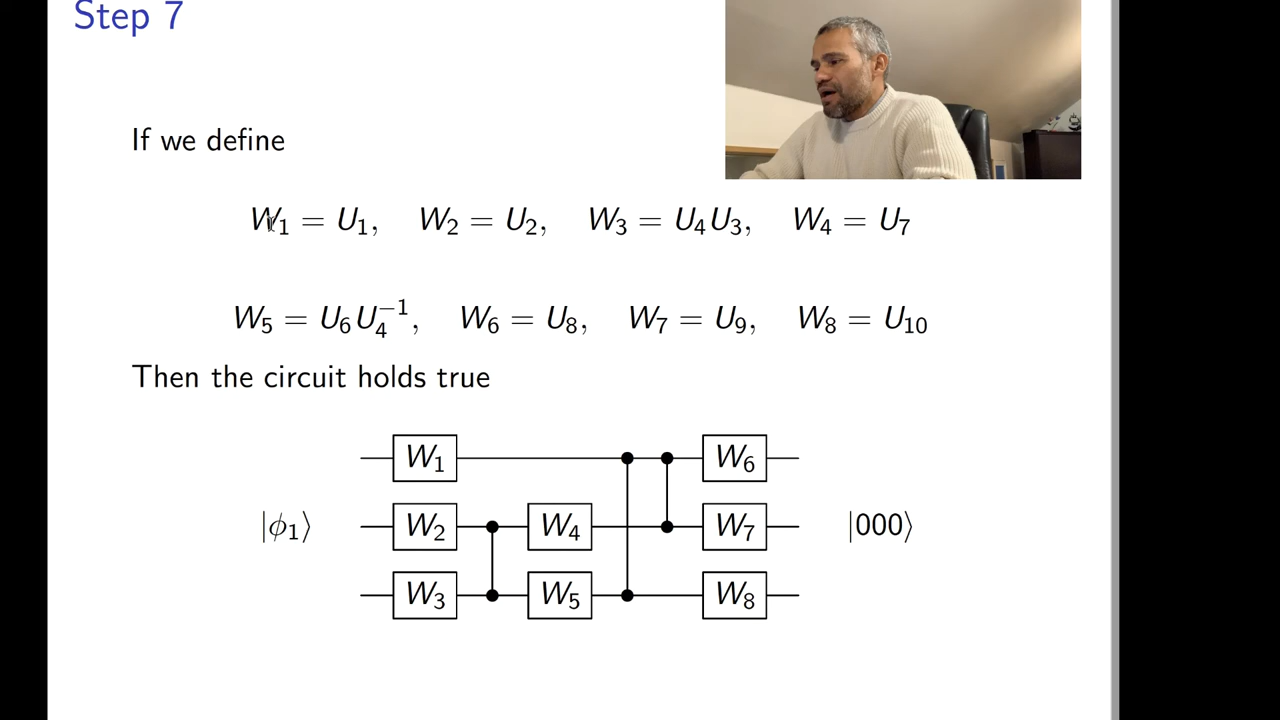 Step 7
If we define
W₁ = U₁, W₂ = U₂, W₃ = U₄U₃, W₄ = U₇
W₅ = U₆U₄⁻¹, W₆ = U₈, W₇ = U₉, W₈ = U₁₀
Then the circuit holds true
W₁ W₆
|ϕ₁⟩ W₂ W₄ W₇ |000⟩
W₃ W₅ W₈